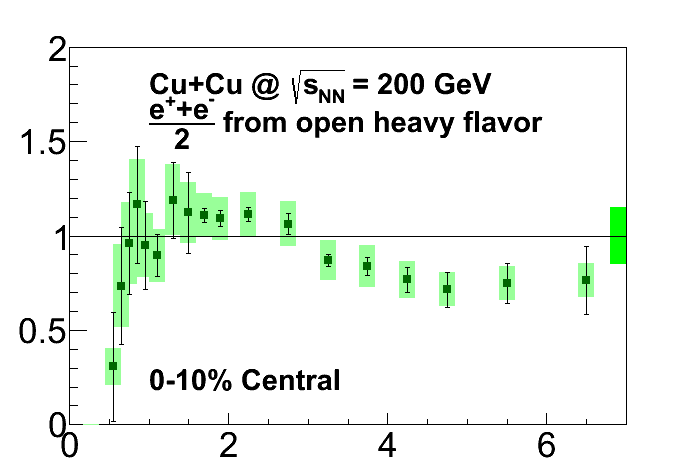 2
Cu+Cu @ √sNN = 200 GeV
e++e-
2
from open heavy flavor
1.5
1
0.5
0-10% Central
0
0 2 4 6